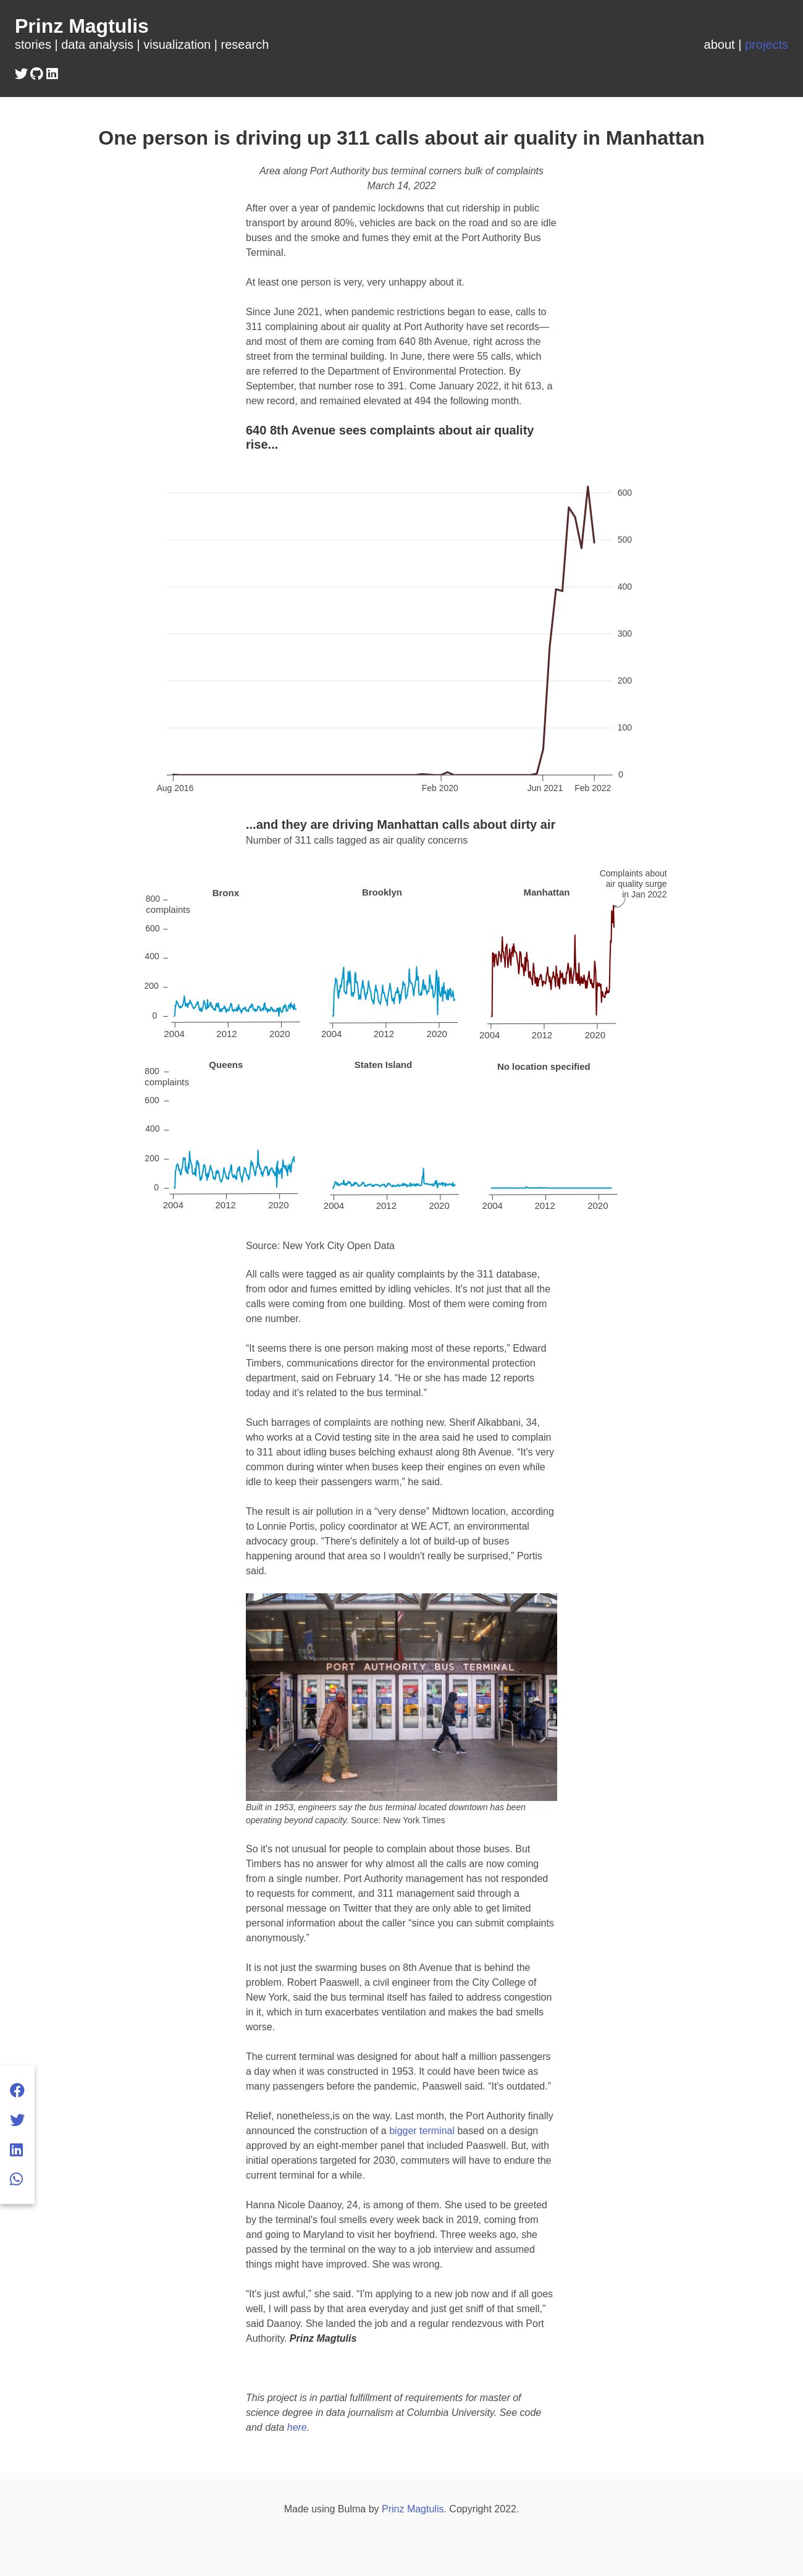 Prinz Magtulis
stories | data analysis | visualization | research
about | projects
One person is driving up 311 calls about air quality in Manhattan
Area along Port Authority bus terminal corners bulk of complaints
March 14, 2022
After over a year of pandemic lockdowns that cut ridership in public
transport by around 80%, vehicles are back on the road and so are idle
buses and the smoke and fumes they emit at the Port Authority Bus
Terminal.
At least one person is very, very unhappy about it.
Since June 2021, when pandemic restrictions began to ease, calls to
311 complaining about air quality at Port Authority have set records—
and most of them are coming from 640 8th Avenue, right across the
street from the terminal building. In June, there were 55 calls, which
are referred to the Department of Environmental Protection. By
September, that number rose to 391. Come January 2022, it hit 613, a
new record, and remained elevated at 494 the following month.
640 8th Avenue sees complaints about air quality
rise...
600
500
400
300
200
100
0
Aug 2016
Feb 2020
Jun 2021
Feb 2022
...and they are driving Manhattan calls about dirty air
Number of 311 calls tagged as air quality concerns
Complaints about
air quality surge
in Jan 2022
Bronx
Brooklyn
Manhattan
800
complaints
600
400
200
0
2004
2012
2020
2004
2012
2020
2004
2012
2020
Queens
Staten Island
No location specified
800
complaints
600
400
200
0
2004
2012
2020
2004
2012
2020
2004
2012
2020
Source: New York City Open Data
All calls were tagged as air quality complaints by the 311 database,
from odor and fumes emitted by idling vehicles. It's not just that all the
calls were coming from one building. Most of them were coming from
one number.
“It seems there is one person making most of these reports,” Edward
Timbers, communications director for the environmental protection
department, said on February 14. “He or she has made 12 reports
today and it's related to the bus terminal.”
Such barrages of complaints are nothing new. Sherif Alkabbani, 34,
who works at a Covid testing site in the area said he used to complain
to 311 about idling buses belching exhaust along 8th Avenue. “It's very
common during winter when buses keep their engines on even while
idle to keep their passengers warm,” he said.
The result is air pollution in a “very dense” Midtown location, according
to Lonnie Portis, policy coordinator at WE ACT, an environmental
advocacy group. “There's definitely a lot of build-up of buses
happening around that area so I wouldn't really be surprised,” Portis
said.
PORT AUTHORITY BUS TERMINAL
Built in 1953, engineers say the bus terminal located downtown has been
operating beyond capacity. Source: New York Times
So it's not unusual for people to complain about those buses. But
Timbers has no answer for why almost all the calls are now coming
from a single number. Port Authority management has not responded
to requests for comment, and 311 management said through a
personal message on Twitter that they are only able to get limited
personal information about the caller “since you can submit complaints
anonymously.”
It is not just the swarming buses on 8th Avenue that is behind the
problem. Robert Paaswell, a civil engineer from the City College of
New York, said the bus terminal itself has failed to address congestion
in it, which in turn exacerbates ventilation and makes the bad smells
worse.
The current terminal was designed for about half a million passengers
a day when it was constructed in 1953. It could have been twice as
many passengers before the pandemic, Paaswell said. “It's outdated.”
Relief, nonetheless,is on the way. Last month, the Port Authority finally
announced the construction of a bigger terminal based on a design
approved by an eight-member panel that included Paaswell. But, with
initial operations targeted for 2030, commuters will have to endure the
current terminal for a while.
Hanna Nicole Daanoy, 24, is among of them. She used to be greeted
by the terminal's foul smells every week back in 2019, coming from
and going to Maryland to visit her boyfriend. Three weeks ago, she
passed by the terminal on the way to a job interview and assumed
things might have improved. She was wrong.
“It's just awful,” she said. “I'm applying to a new job now and if all goes
well, I will pass by that area everyday and just get sniff of that smell,”
said Daanoy. She landed the job and a regular rendezvous with Port
Authority. Prinz Magtulis
This project is in partial fulfillment of requirements for master of
science degree in data journalism at Columbia University. See code
and data here.
Made using Bulma by Prinz Magtulis. Copyright 2022.